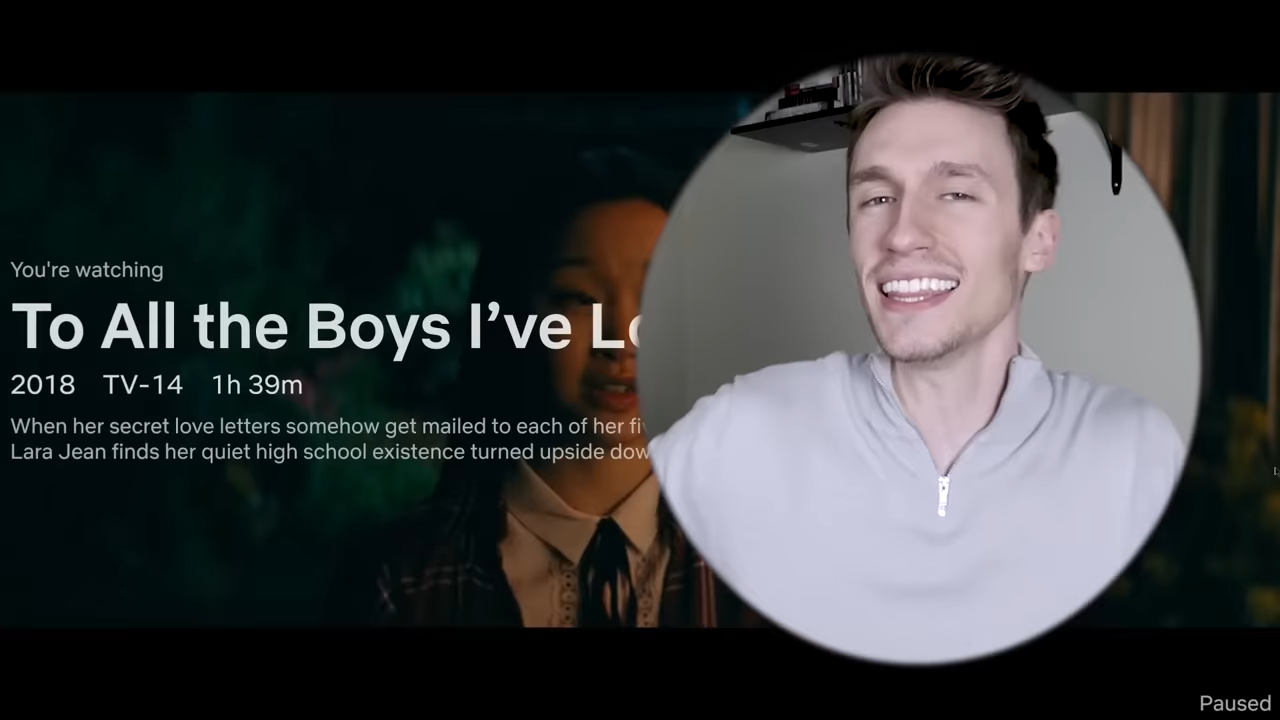 You're watching
To All the Boys I've Lo
2018 TV-14 1h 39m
When her secret love letters somehow get mailed to each of her fi
Lara Jean finds her quiet high school existence turned upside dow
Paused